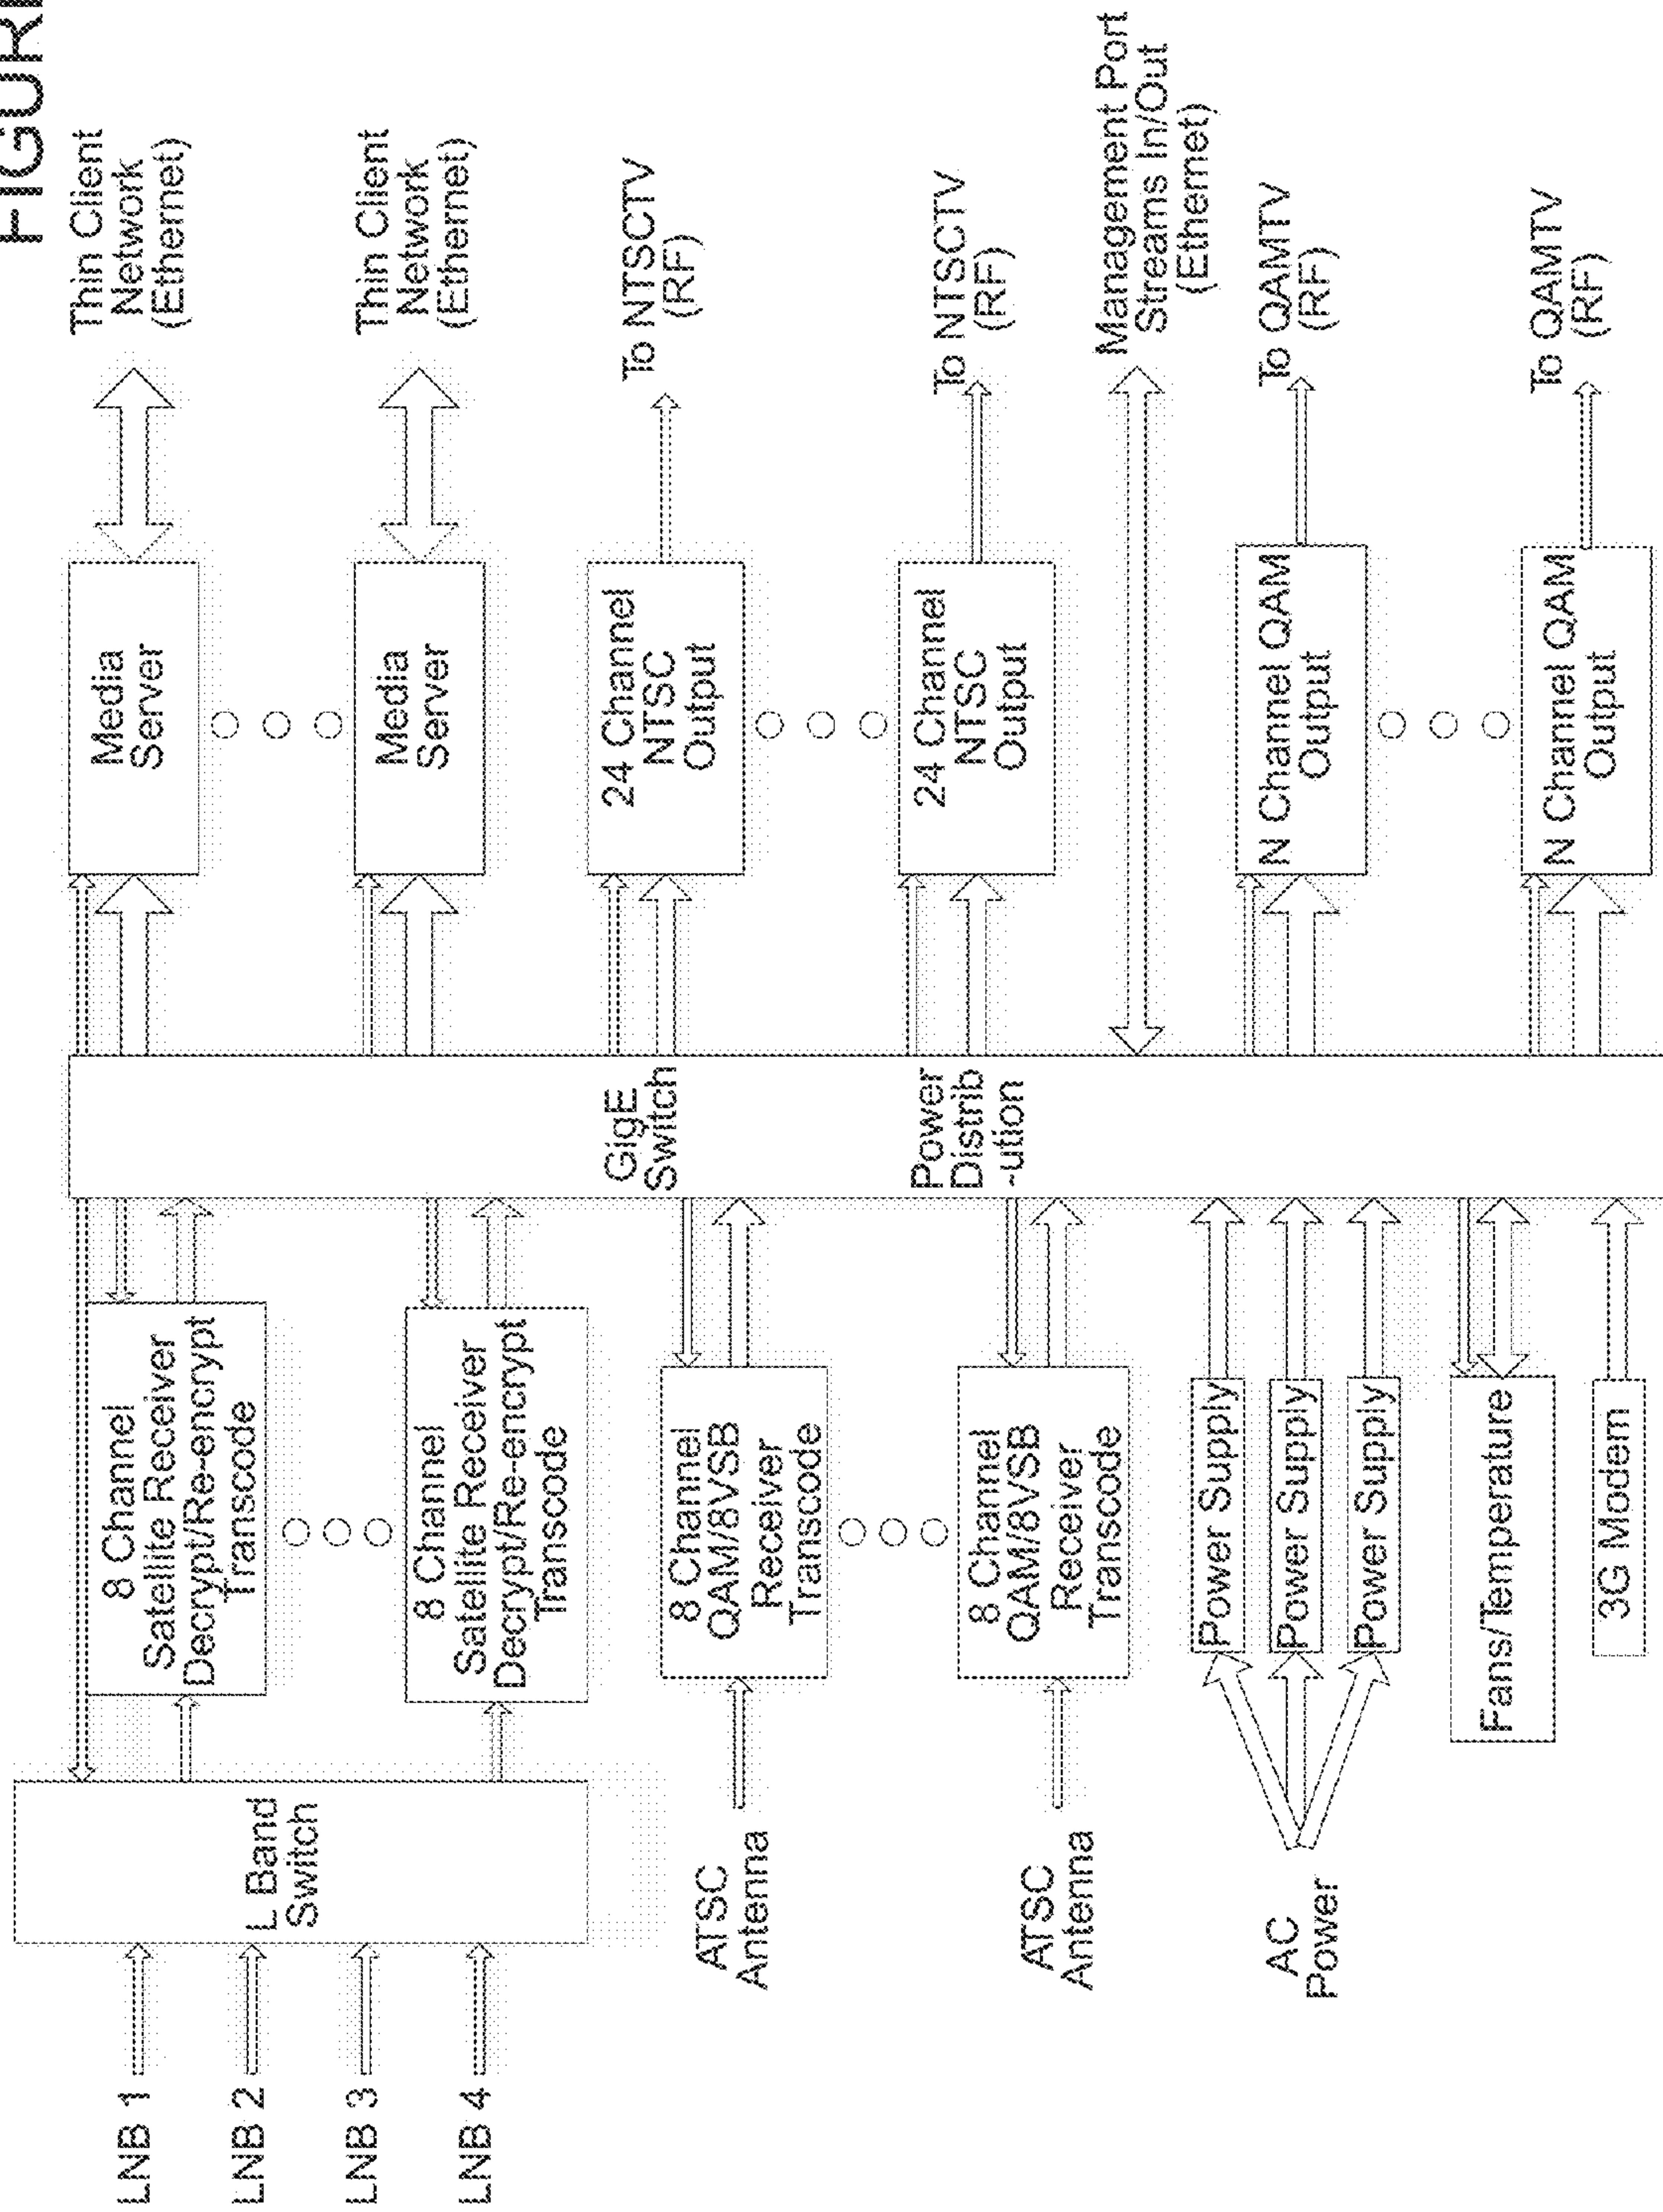 FIGUR
LNB 1
LNB 2
LNB 3
LNB 4
L Band
Switch
8 Channel
Satellite Receiver
Decrypt/Re-encrypt
Transcode
8 Channel
Satellite Receiver
Decrypt/Re-encrypt
Transcode
ATSC
Antenna
8 Channel
QAM/8VSB
Receiver
Transcode
ATSC
Antenna
8 Channel
QAM/8VSB
Receiver
Transcode
AC
Power
Power Supply
Power Supply
Power Supply
Fans/Temperature
3G Modem
GigE
Switch
Power
Distrib
-ution
Media
Server
Thin Client
Network
(Ethernet)
Media
Server
Thin Client
Network
(Ethernet)
24 Channel
NTSC
Output
To NTSCTV
(RF)
24 Channel
NTSC
Output
To NTSCTV
(RF)
Management Port
Streams In/Out
(Ethernet)
N Channel QAM
Output
To QAMTV
(RF)
N Channel QAM
Output
To QAMTV
(RF)